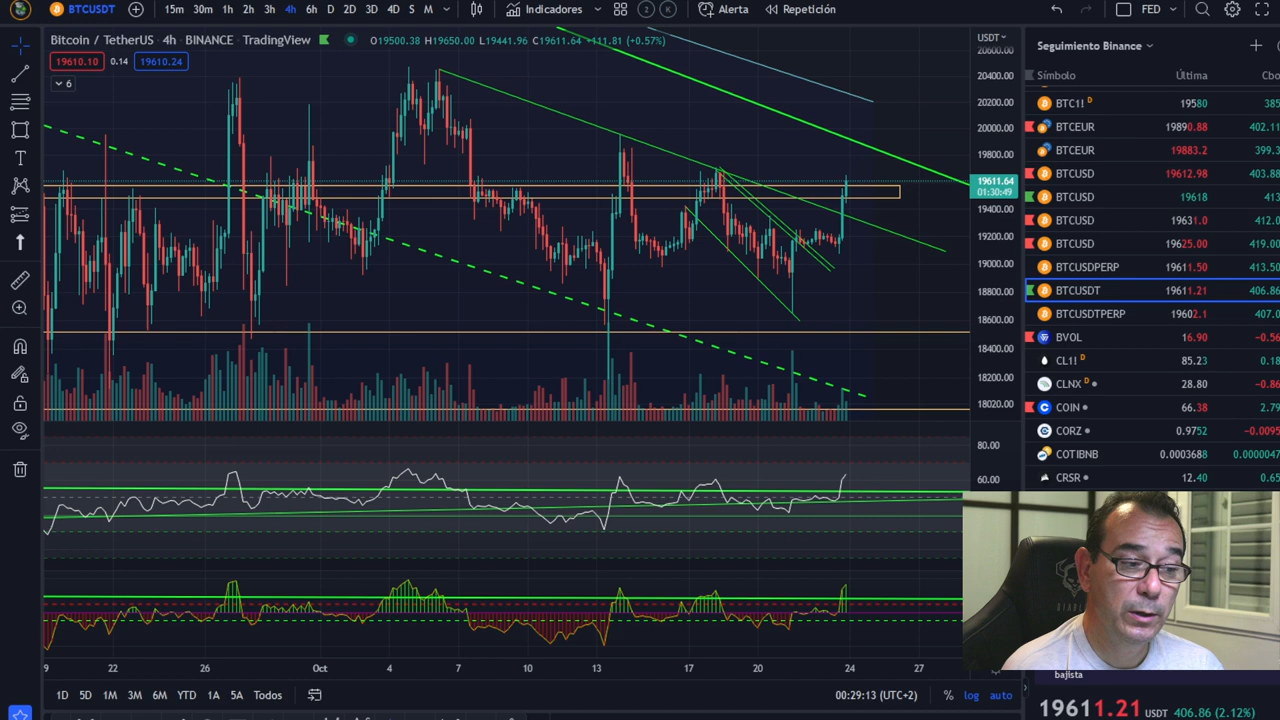 BTCUSDT
15m 30m 1h 2h 3h 4h 6h D 2D 3D 4D S M
Indicadores
2
K
Alerta
Repetición
FED
Bitcoin / TetherUS · 4h · BINANCE · TradingView
O19500.38 H19650.00 L19441.96 C19611.64 +111.81 (+0.57%)
19610.10 0.14 19610.24
6
USDT
20600.00
20400.00
20200.00
20000.00
19800.00
19611.64
01:30:49
19400.00
19200.00
19000.00
18800.00
18600.00
18400.00
18200.00
18020.00
80.00
60.00
9 22 26 Oct 4 7 10 13 17 20 24 27
1D 5D 1M 3M 6M YTD 1A 5A Todos
00:29:13 (UTC+2) % log auto
Seguimiento Binance
Símbolo Última Cbo
BTC1! D 19580 385
BTCEUR 19890.88 402.11
BTCEUR 19883.2 399.3
BTCUSD 19612.98 403.88
BTCUSD 19618 405
BTCUSD 19631.0 412.0
BTCUSD 19625.00 409.0
BTCUSDPERP 19611.50 413.50
BTCUSDT 19611.21 406.86
BTCUSDTPERP 19602.1 407.0
BVOL 16.90 −0.56
CL1! D 85.23 0.18
CLNX D 28.80 −0.86
COIN 66.38 2.79
CORZ 0.9752 −0.0095
COTIBNB 0.0003688 0.0000047
CRSR 12.40 0.65
bajista
19611.21 USDT 406.86 (2.12%)